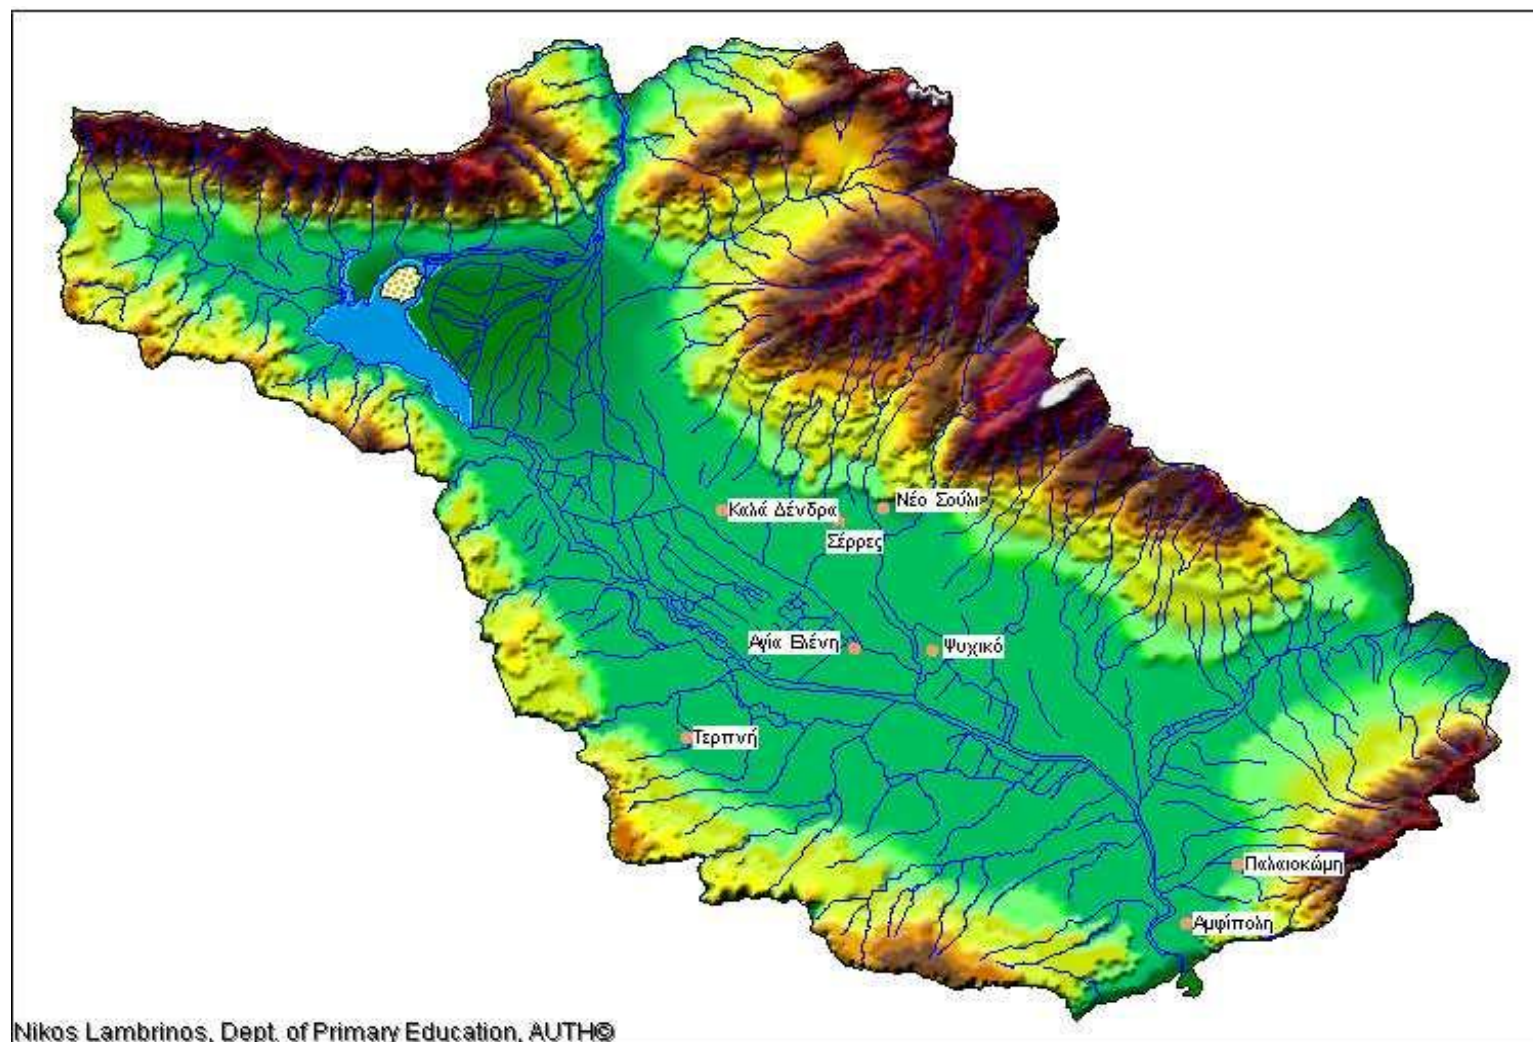 Καλά Δένδρα
Νέο Σούλι
Σέρρες
Αγία Ελένη
Ψυχικό
Τερπνή
Παλαιοκώμη
Αμφίπολη
Nikos Lambrinos, Dept. of Primary Education, AUTH©